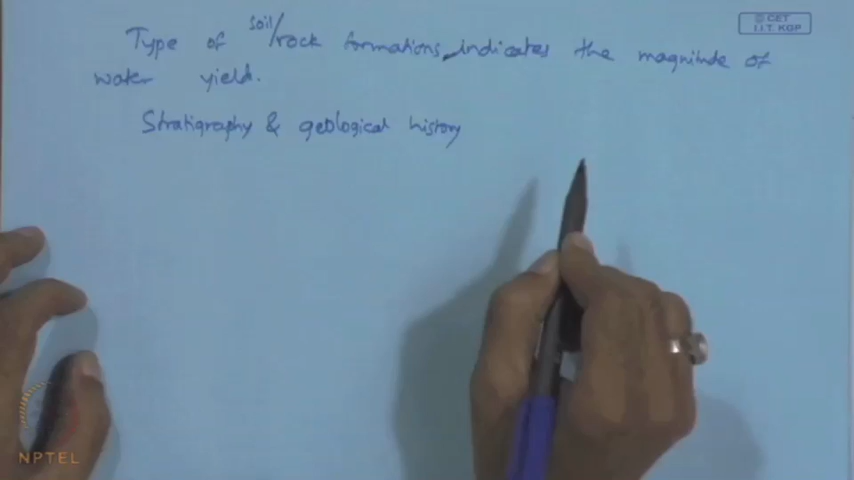 Type of soil/rock formations indicates the magnitude of
water yield.
Stratigraphy & geological history
© CET
I.I.T. KGP
NPTEL